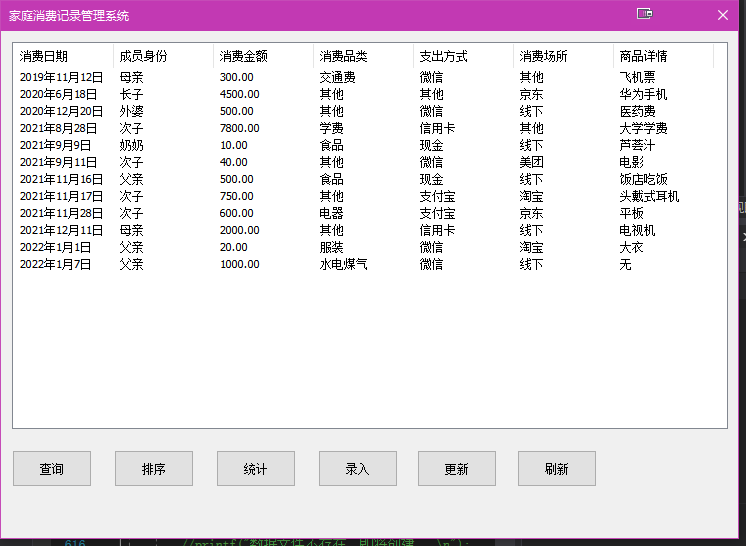 家庭消费记录管理系统
消费日期 成员身份 消费金额 消费品类 支出方式 消费场所 商品详情
2019年11月12日 母亲 300.00 交通费 微信 其他 飞机票
2020年6月18日 长子 4500.00 其他 其他 京东 华为手机
2020年12月20日 外婆 500.00 其他 微信 线下 医药费
2021年8月28日 次子 7800.00 学费 信用卡 其他 大学学费
2021年9月9日 奶奶 10.00 食品 现金 线下 芦荟汁
2021年9月11日 次子 40.00 其他 微信 美团 电影
2021年11月16日 父亲 500.00 食品 现金 线下 饭店吃饭
2021年11月17日 次子 750.00 其他 支付宝 淘宝 头戴式耳机
2021年11月28日 次子 600.00 电器 支付宝 京东 平板
2021年12月11日 母亲 2000.00 其他 信用卡 线下 电视机
2022年1月1日 父亲 20.00 服装 微信 淘宝 大衣
2022年1月7日 父亲 1000.00 水电煤气 微信 线下 无
查询 排序 统计 录入 更新 刷新
616 //printf("数据文件不存在，即将创建...\n");